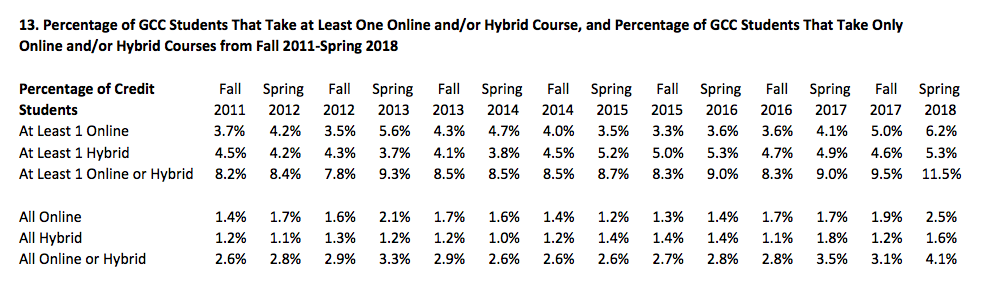 13. Percentage of GCC Students That Take at Least One Online and/or Hybrid Course, and Percentage of GCC Students That Take Only
Online and/or Hybrid Courses from Fall 2011-Spring 2018
Percentage of Credit Fall Spring Fall Spring Fall Spring Fall Spring Fall Spring Fall Spring Fall Spring
Students 2011 2012 2012 2013 2013 2014 2014 2015 2015 2016 2016 2017 2017 2018
At Least 1 Online 3.7% 4.2% 3.5% 5.6% 4.3% 4.7% 4.0% 3.5% 3.3% 3.6% 3.6% 4.1% 5.0% 6.2%
At Least 1 Hybrid 4.5% 4.2% 4.3% 3.7% 4.1% 3.8% 4.5% 5.2% 5.0% 5.3% 4.7% 4.9% 4.6% 5.3%
At Least 1 Online or Hybrid 8.2% 8.4% 7.8% 9.3% 8.5% 8.5% 8.5% 8.7% 8.3% 9.0% 8.3% 9.0% 9.5% 11.5%
All Online 1.4% 1.7% 1.6% 2.1% 1.7% 1.6% 1.4% 1.2% 1.3% 1.4% 1.7% 1.7% 1.9% 2.5%
All Hybrid 1.2% 1.1% 1.3% 1.2% 1.2% 1.0% 1.2% 1.4% 1.4% 1.4% 1.1% 1.8% 1.2% 1.6%
All Online or Hybrid 2.6% 2.8% 2.9% 3.3% 2.9% 2.6% 2.6% 2.6% 2.7% 2.8% 2.8% 3.5% 3.1% 4.1%